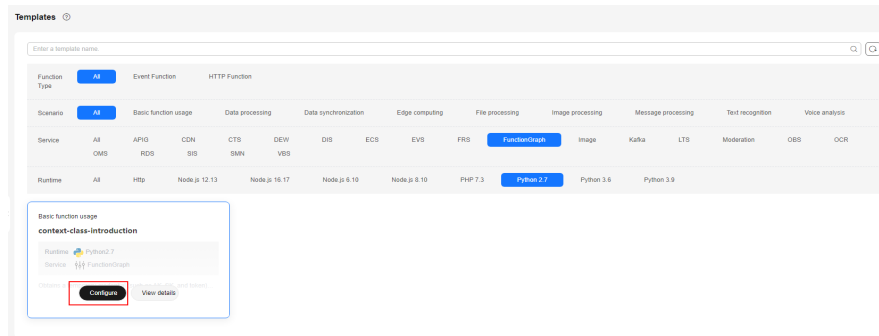 Templates
Enter a template name.
Function Type All Event Function HTTP Function
Scenario All Basic function usage Data processing Data synchronization Edge computing File processing Image processing Message processing Text recognition Voice analysis
Service All APIG CDN CTS DEW DIS ECS EVS FRS FunctionGraph Image Kafka LTS Moderation OBS OCR
OMS RDS SIS SMN VBS
Runtime All Http Node.js 12.13 Node.js 16.17 Node.js 6.10 Node.js 8.10 PHP 7.3 Python 2.7 Python 3.6 Python 3.9
Basic function usage
context-class-introduction
Runtime Python2.7
Service FunctionGraph
Configure View details